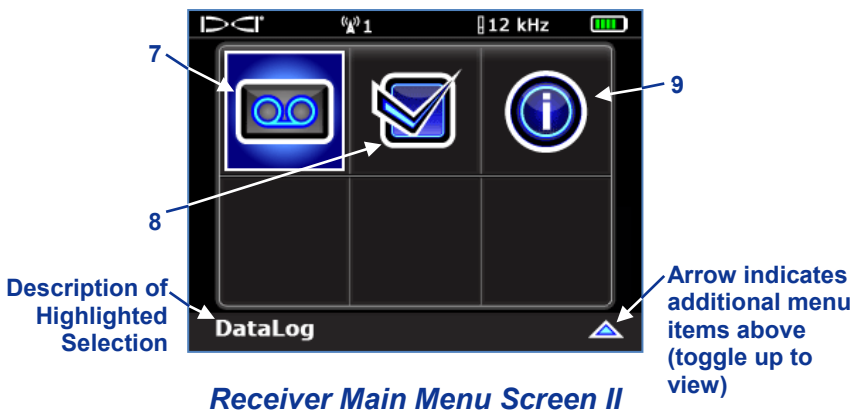 DCI
1
12 kHz
7
9
8
Description of
Highlighted
Selection
DataLog
Arrow indicates
additional menu
items above
(toggle up to
view)
Receiver Main Menu Screen II